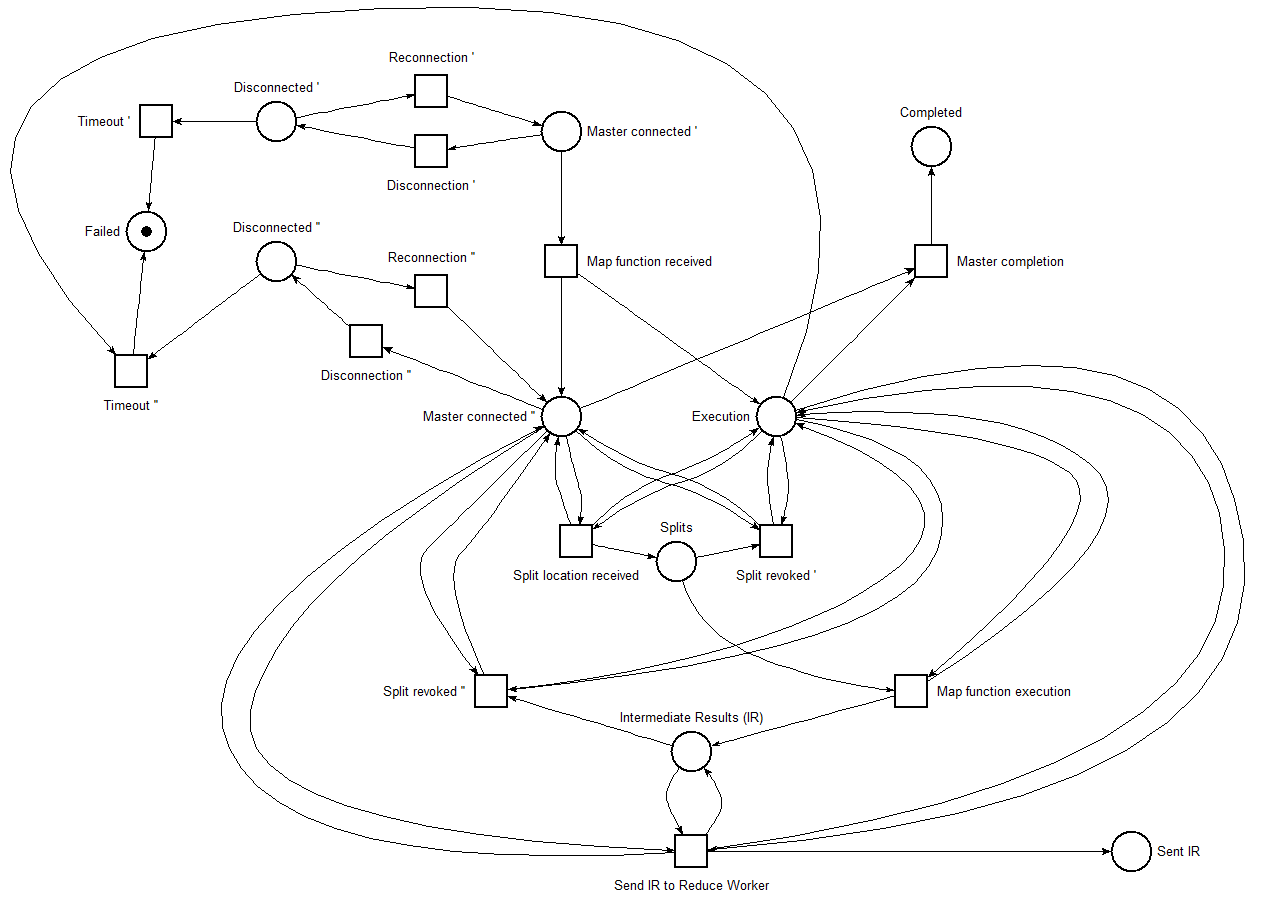 Reconnection '
Disconnected '
Timeout '
Master connected '
Completed
Disconnection '
Failed
Disconnected "
Reconnection "
Map function received
Master completion
Disconnection "
Timeout "
Master connected "
Execution
Splits
Split location received
Split revoked '
Split revoked "
Map function execution
Intermediate Results (IR)
Sent IR
Send IR to Reduce Worker